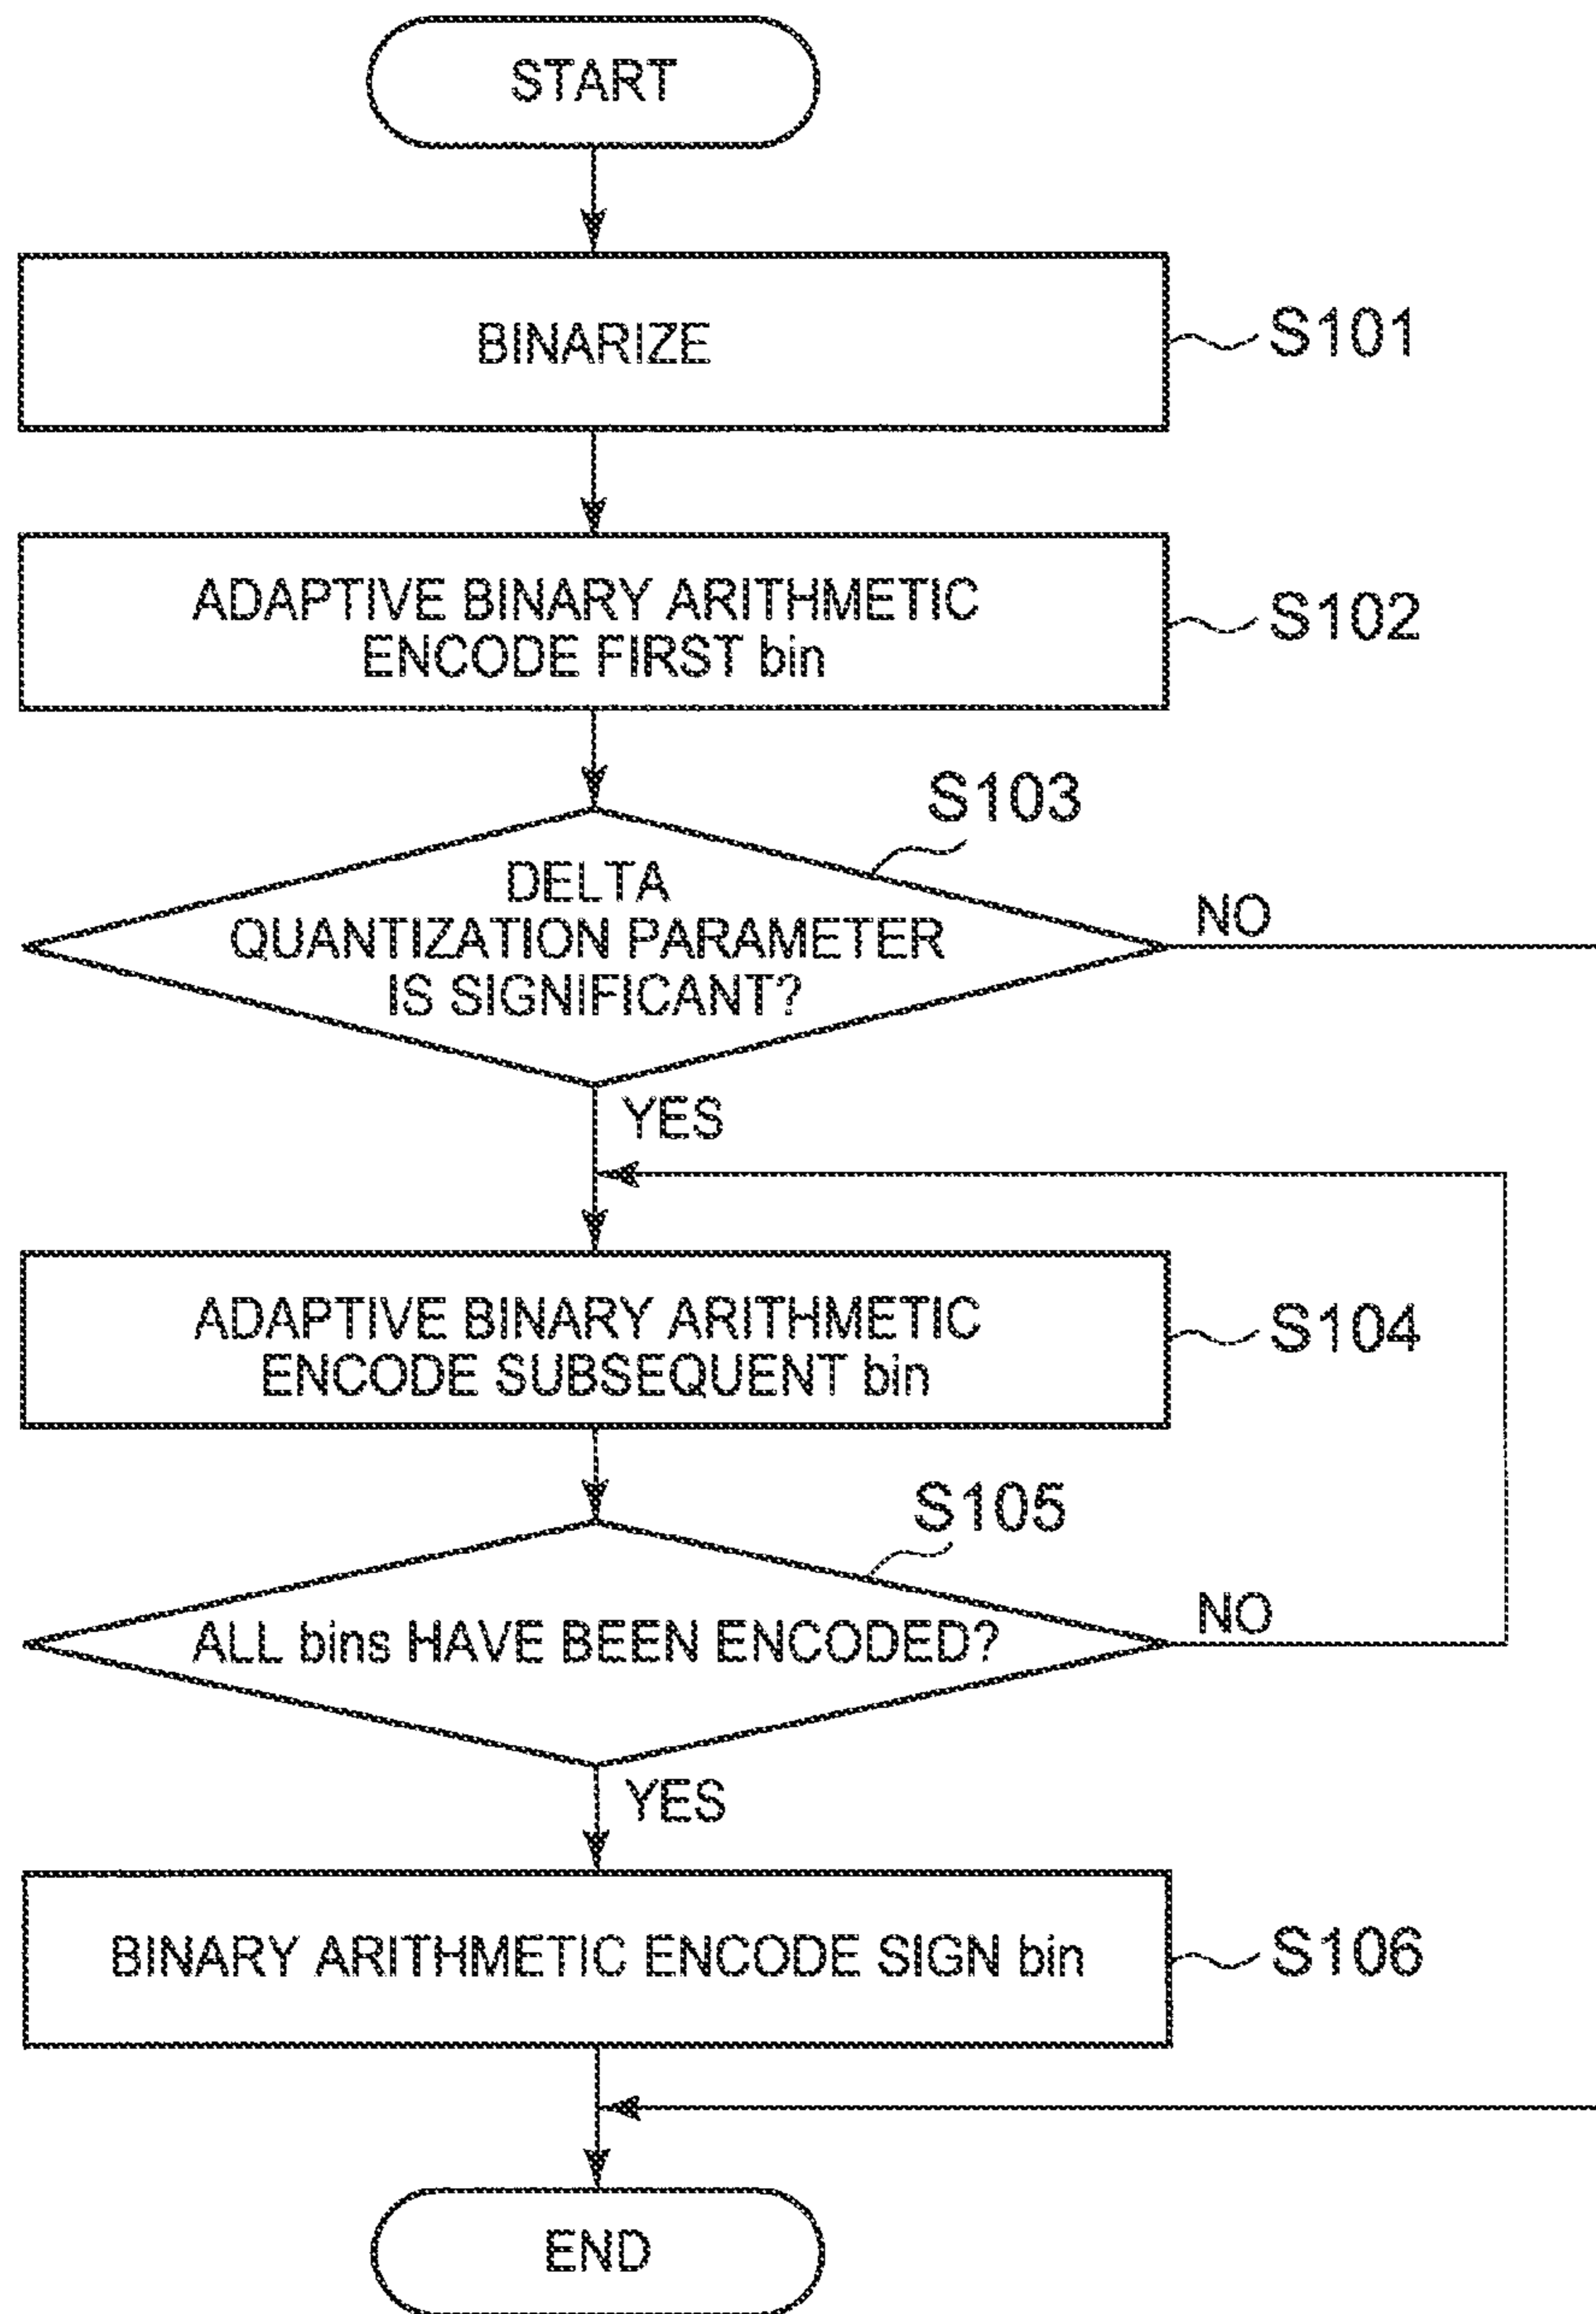 START
BINARIZE
S101
ADAPTIVE BINARY ARITHMETIC
ENCODE FIRST bin
S102
S103
DELTA
QUANTIZATION PARAMETER
IS SIGNIFICANT?
NO
YES
ADAPTIVE BINARY ARITHMETIC
ENCODE SUBSEQUENT bin
S104
S105
ALL bins HAVE BEEN ENCODED?
NO
YES
BINARY ARITHMETIC ENCODE SIGN bin
S106
END